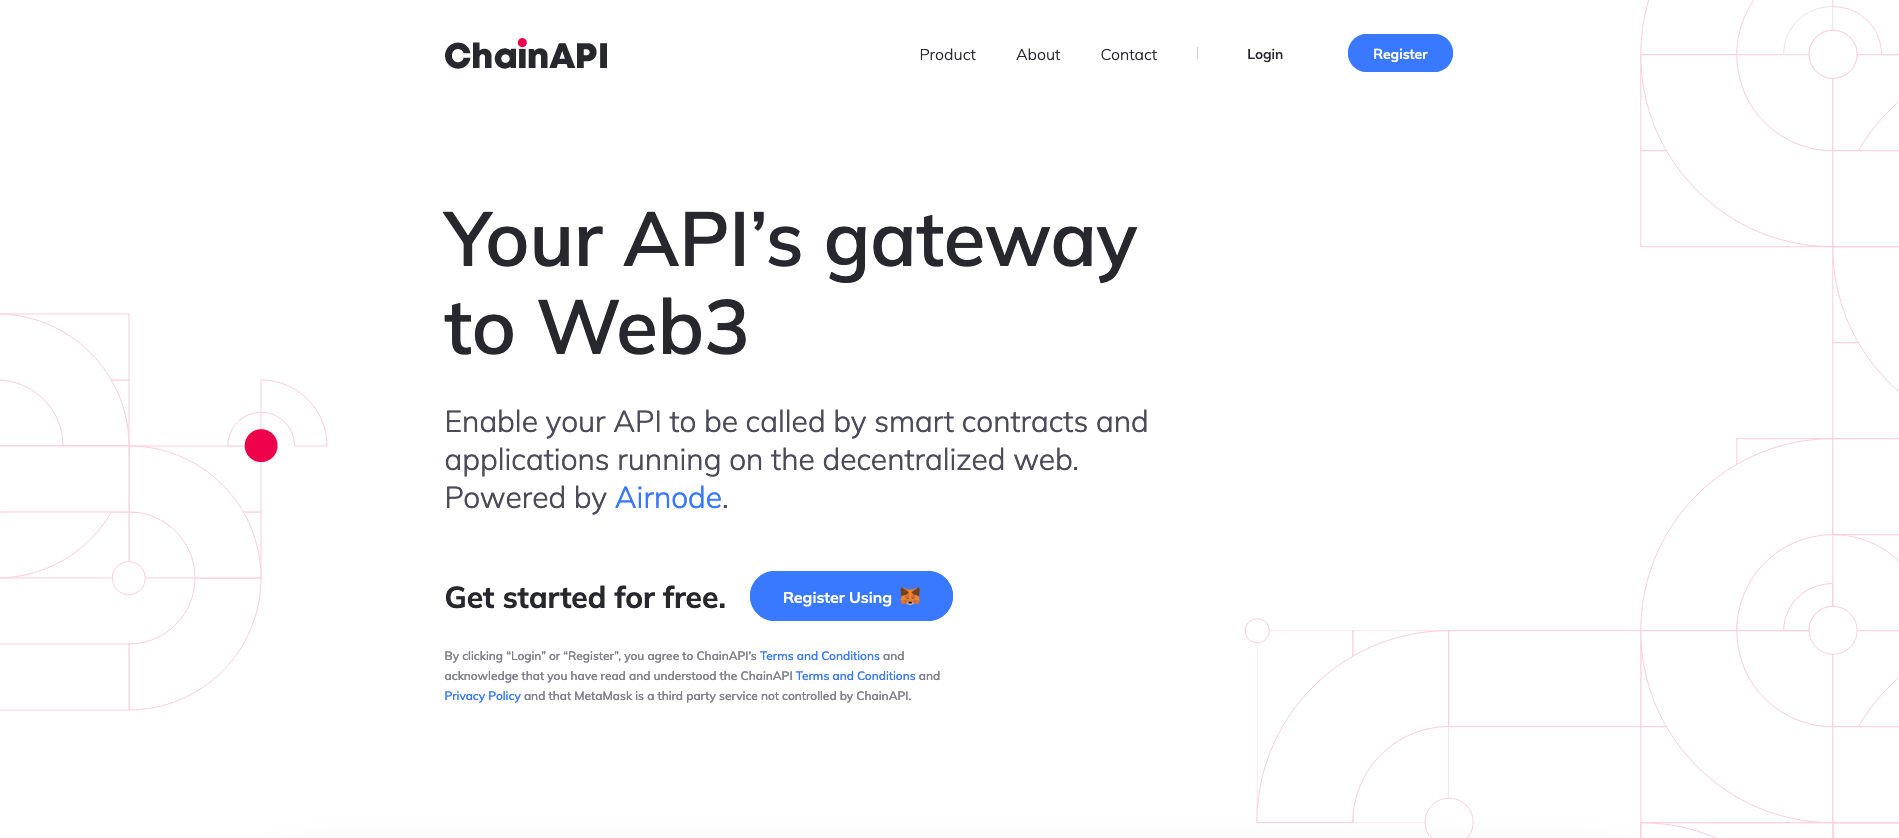 ChainAPI
Product About Contact Login Register
Your API’s gateway
to Web3
Enable your API to be called by smart contracts and
applications running on the decentralized web.
Powered by Airnode.
Get started for free. Register Using
By clicking “Login” or “Register”, you agree to ChainAPI’s Terms and Conditions and
acknowledge that you have read and understood the ChainAPI Terms and Conditions and
Privacy Policy and that MetaMask is a third party service not controlled by ChainAPI.